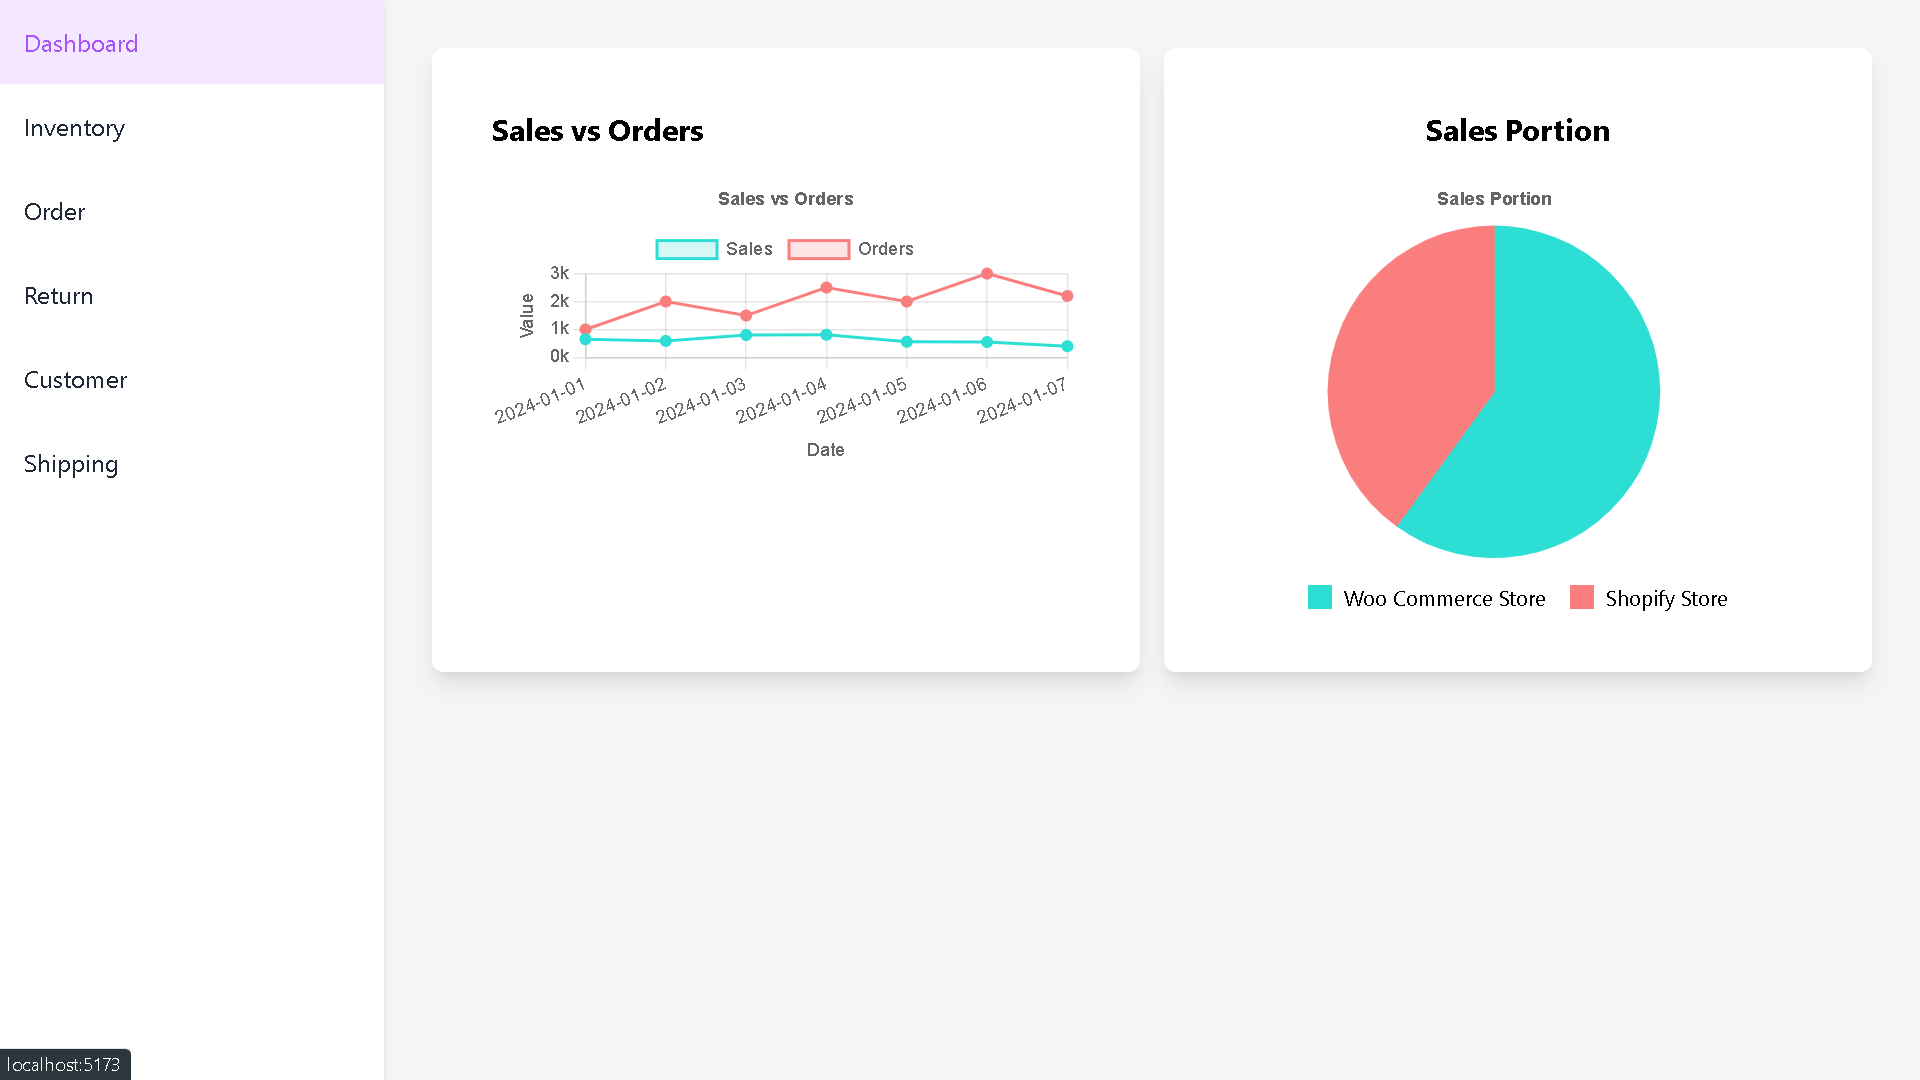 Dashboard
Inventory
Order
Return
Customer
Shipping
Sales vs Orders
Sales vs Orders
Sales
Orders
Value
3k
2k
1k
0k
2024-01-01
2024-01-02
2024-01-03
2024-01-04
2024-01-05
2024-01-06
2024-01-07
Date
Sales Portion
Sales Portion
Woo Commerce Store
Shopify Store
localhost:5173